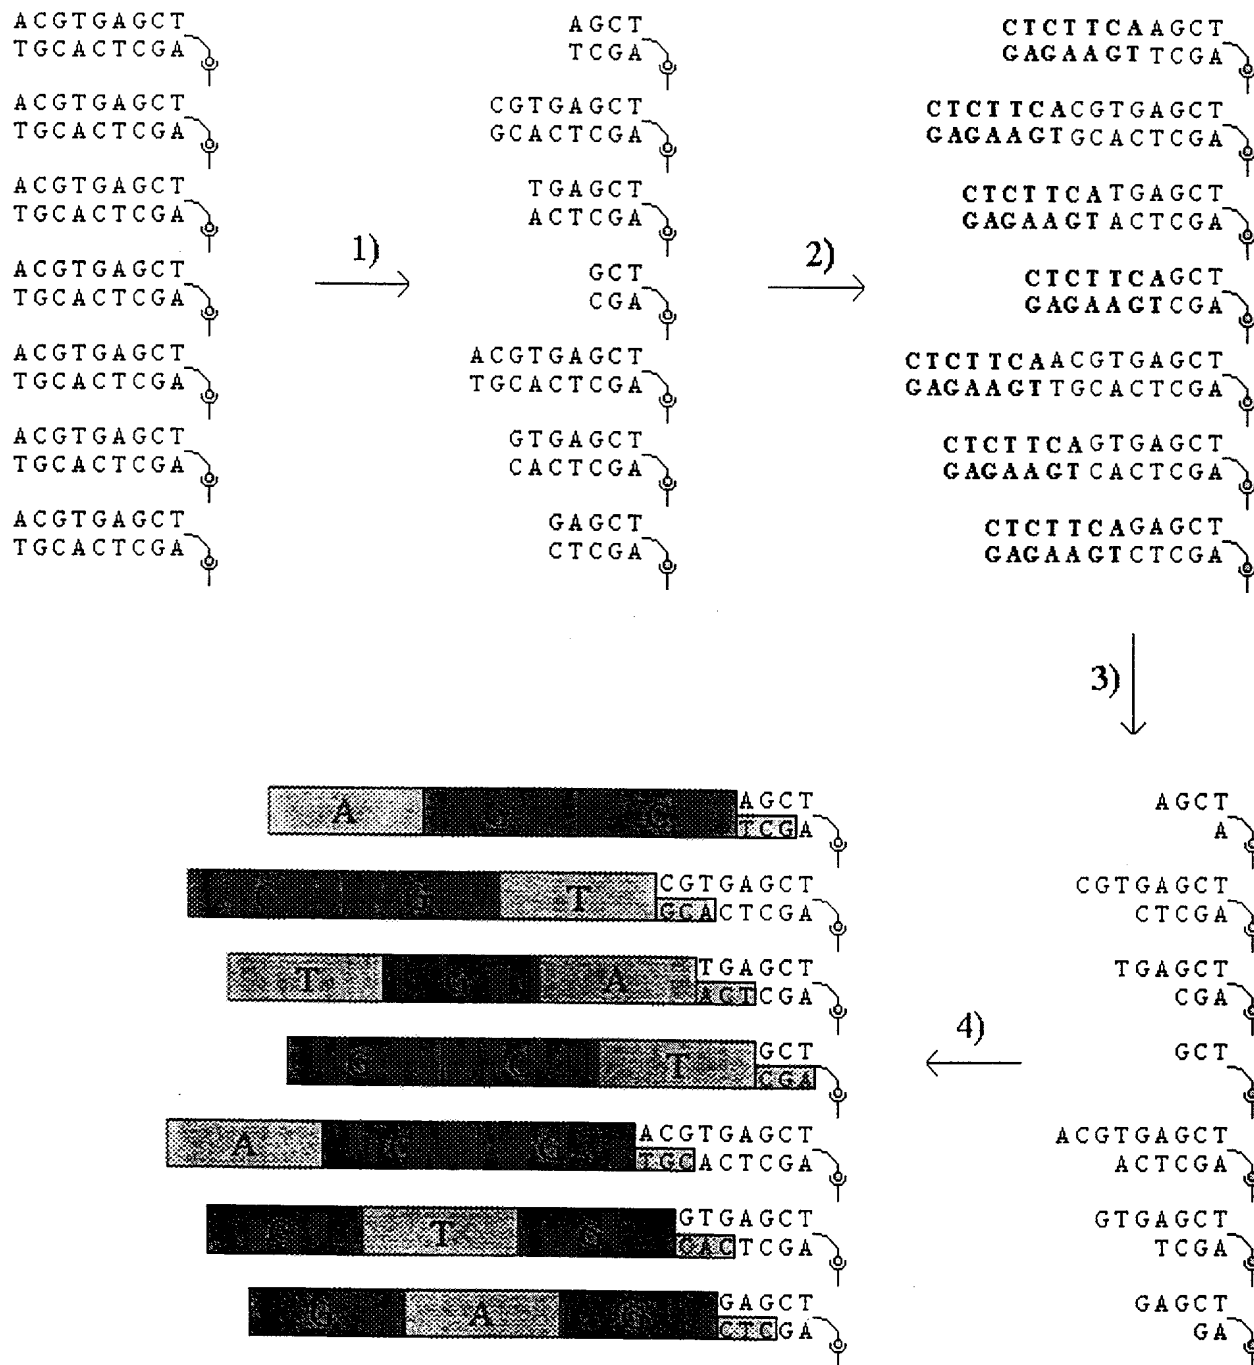 ACGTGAGCT
TGCACTCGA
ACGTGAGCT
TGCACTCGA
ACGTGAGCT
TGCACTCGA
ACGTGAGCT
TGCACTCGA
ACGTGAGCT
TGCACTCGA
ACGTGAGCT
TGCACTCGA
ACGTGAGCT
TGCACTCGA
1)
AGCT
TCGA
CGTGAGCT
GCACTCGA
TGAGCT
ACTCGA
GCT
CGA
ACGTGAGCT
TGCACTCGA
GTGAGCT
CACTCGA
GAGCT
CTCGA
2)
CTCTTCAAGCT
GAGAAGTTCGA
CTCTTCACGTGAGCT
GAGAAGTGCACTCGA
CTCTTCATGAGCT
GAGAAGTACTCGA
CTCTTCAGCT
GAGAAGTCGA
CTCTTCAACGTGAGCT
GAGAAGTTGCACTCGA
CTCTTCAGTGAGCT
GAGAAGTCACTCGA
CTCTTCAGAGCT
GAGAAGTCTCGA
3)
AGCT
A
CGTGAGCT
CTCGA
TGAGCT
CGA
GCT
ACGTGAGCT
ACTCGA
GTGAGCT
TCGA
GAGCT
GA
4)
AGCT
A
TCGA
CGTGAGCT
G T
GCACTCGA
TGAGCT
T A
ACTCGA
GCT
G C T
CGA
ACGTGAGCT
A C G
TGCACTCGA
GTGAGCT
T G
CACTCGA
GAGCT
G A G
CTCGA